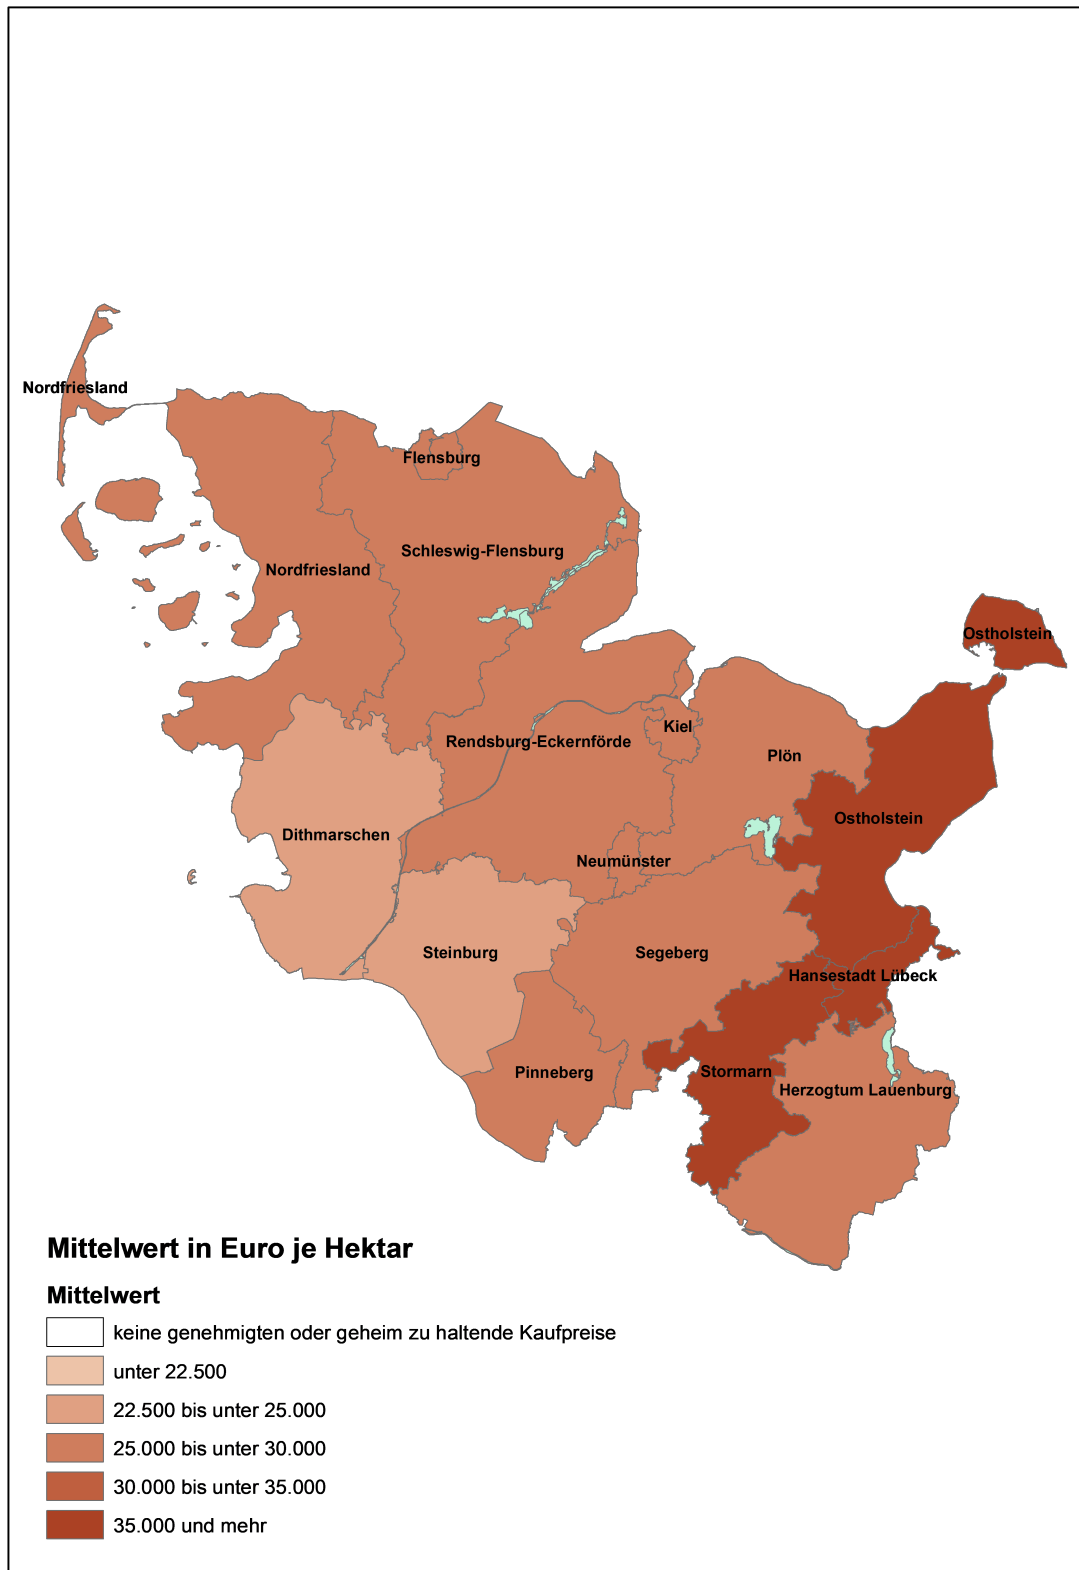 Nordfriesland
Flensburg
Schleswig-Flensburg
Nordfriesland
Ostholstein
Kiel
Rendsburg-Eckernförde
Plön
Ostholstein
Dithmarschen
Neumünster
Steinburg
Segeberg
Hansestadt Lübeck
Pinneberg
Stormarn
Herzogtum Lauenburg
Mittelwert in Euro je Hektar
Mittelwert
keine genehmigten oder geheim zu haltende Kaufpreise
unter 22.500
22.500 bis unter 25.000
25.000 bis unter 30.000
30.000 bis unter 35.000
35.000 und mehr